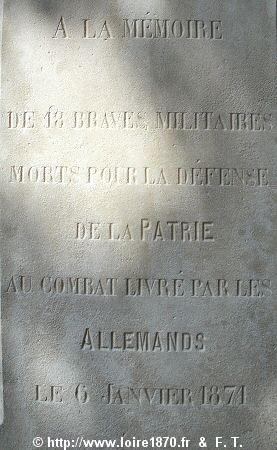 A LA MÉMOIRE
DE 18 BRAVES MILITAIRES
MORTS POUR LA DÉFENSE
DE LA PATRIE
AU COMBAT LIVRÉ PAR LES
ALLEMANDS
LE 6 JANVIER 1871
© http://www.loire1870.fr & F. T.